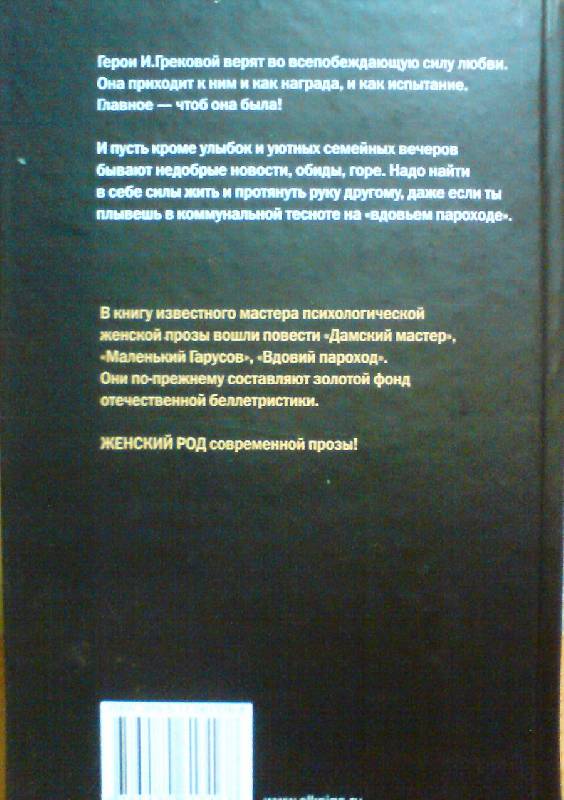 Герои И.Грековой верят во всепобеждающую силу любви.
Она приходит к ним и как награда, и как испытание.
Главное — чтоб она была!
И пусть кроме улыбок и уютных семейных вечеров
бывают недобрые новости, обиды, горе. Надо найти
в себе силы жить и протянуть руку другому, даже если ты
плывешь в коммунальной тесноте на «вдовьем пароходе».
В книгу известного мастера психологической
женской прозы вошли повести «Дамский мастер»,
«Маленький Гарусов», «Вдовий пароход».
Они по-прежнему составляют золотой фонд
отечественной беллетристики.
ЖЕНСКИЙ РОД современной прозы!